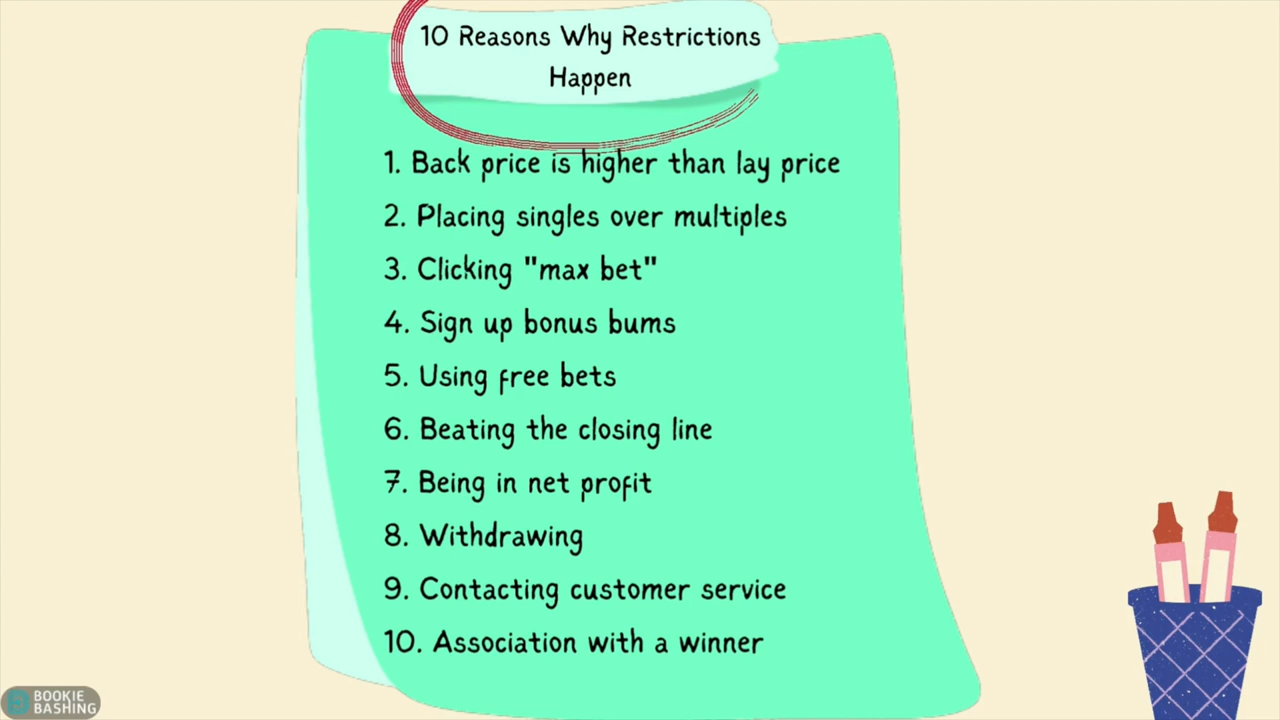 10 Reasons Why Restrictions
Happen
1. Back price is higher than lay price
2. Placing singles over multiples
3. Clicking "max bet"
4. Sign up bonus bums
5. Using free bets
6. Beating the closing line
7. Being in net profit
8. Withdrawing
9. Contacting customer service
10. Association with a winner
BOOKIE
BASHING